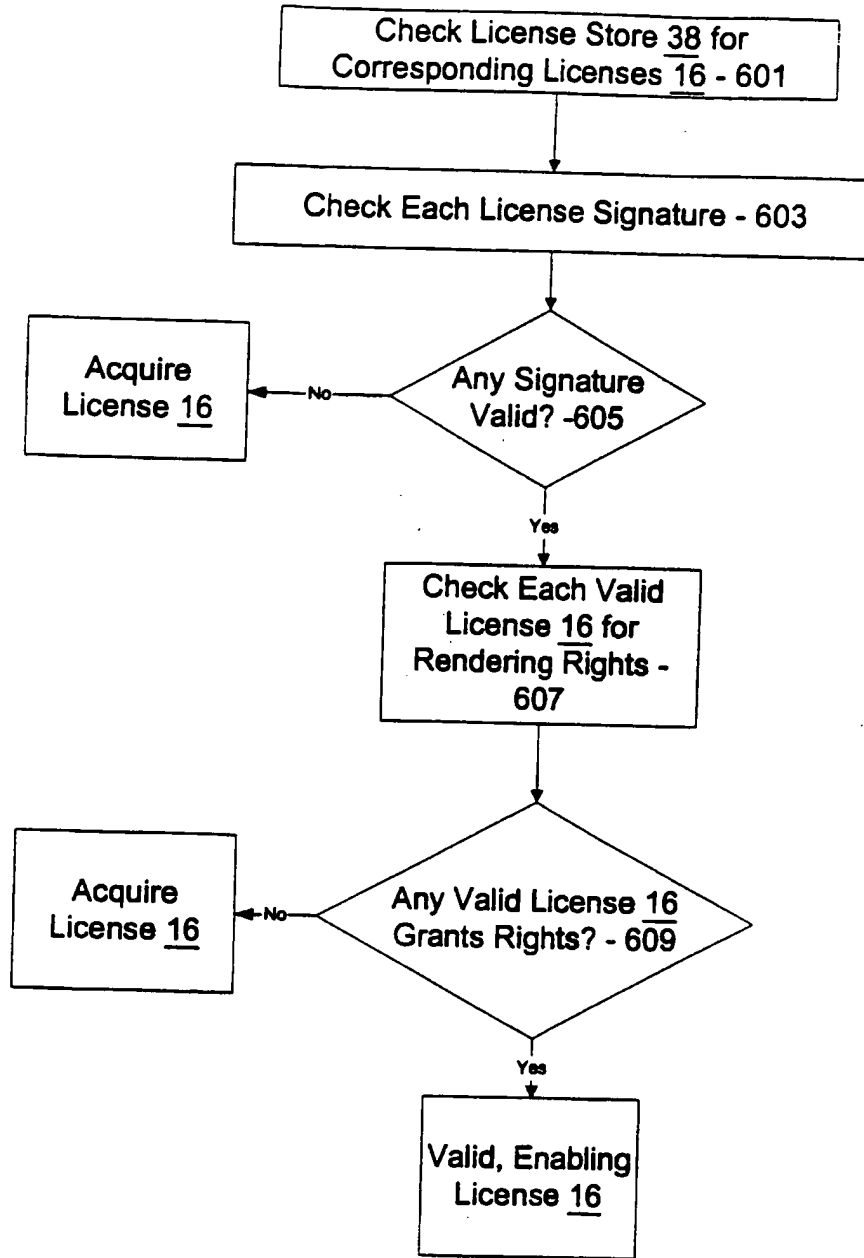 Check License Store 38 for
Corresponding Licenses 16 - 601
Check Each License Signature - 603
Acquire
License 16
No
Any Signature
Valid? -605
Yes
Check Each Valid
License 16 for
Rendering Rights -
607
Acquire
License 16
No
Any Valid License 16
Grants Rights? - 609
Yes
Valid, Enabling
License 16